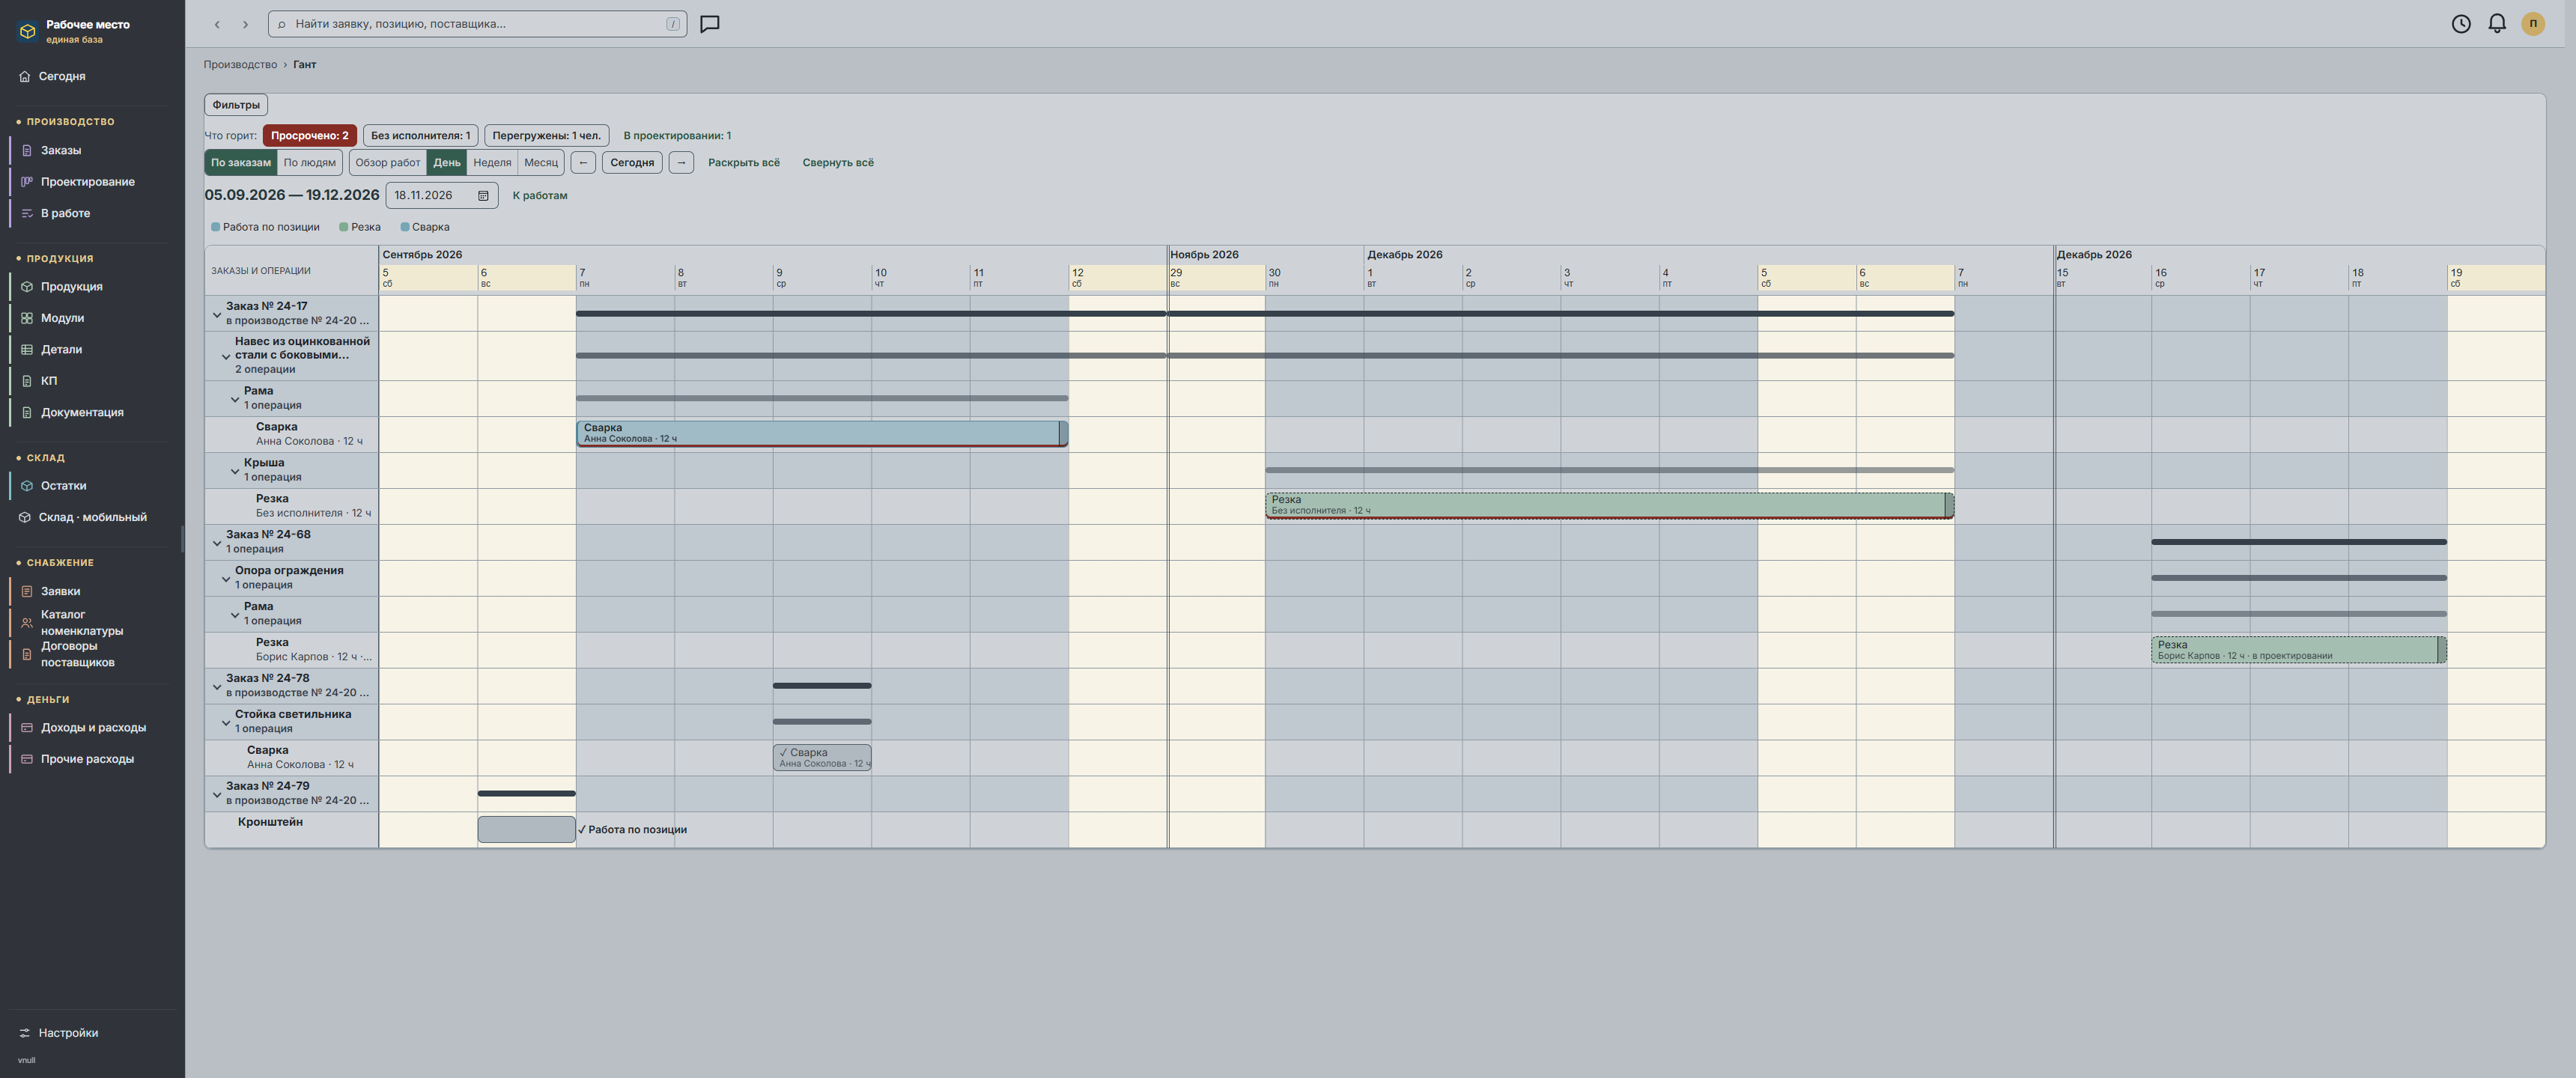 Рабочее место
единая база
Найти заявку, позицию, поставщика...
/
П
Сегодня
Производство › Гант
ПРОИЗВОДСТВО
Заказы
Проектирование
В работе
ПРОДУКЦИЯ
Продукция
Модули
Детали
КП
Документация
СКЛАД
Остатки
Склад · мобильный
СНАБЖЕНИЕ
Заявки
Каталог
номенклатуры
Договоры
поставщиков
ДЕНЬГИ
Доходы и расходы
Прочие расходы
Настройки
vnull
Фильтры
Что горит: Просрочено: 2 Без исполнителя: 1 Перегружены: 1 чел. В проектировании: 1
По заказам По людям Обзор работ День Неделя Месяц ← Сегодня → Раскрыть всё Свернуть всё
05.09.2026 — 19.12.2026 18.11.2026 К работам
Работа по позиции Резка Сварка
ЗАКАЗЫ И ОПЕРАЦИИ
Сентябрь 2026 Ноябрь 2026 Декабрь 2026 Декабрь 2026
5 6 7 8 9 10 11 12 29 30 1 2 3 4 5 6 7 15 16 17 18 19
сб вс пн вт ср чт пт сб вс пн вт ср чт пт сб вс пн вт ср чт пт сб
Заказ № 24-17
в производстве № 24-20 ...
Навес из оцинкованной
стали с боковыми...
2 операции
Рама
1 операция
Сварка
Анна Соколова · 12 ч
Сварка
Анна Соколова · 12 ч
Крыша
1 операция
Резка
Без исполнителя · 12 ч
Резка
Без исполнителя · 12 ч
Заказ № 24-68
1 операция
Опора ограждения
1 операция
Рама
1 операция
Резка
Борис Карпов · 12 ч ·...
Резка
Борис Карпов · 12 ч · в проектировании
Заказ № 24-78
в производстве № 24-20 ...
Стойка светильника
1 операция
Сварка
Анна Соколова · 12 ч
✓ Сварка
Анна Соколова · 12 ч
Заказ № 24-79
в производстве № 24-20 ...
Кронштейн
✓ Работа по позиции